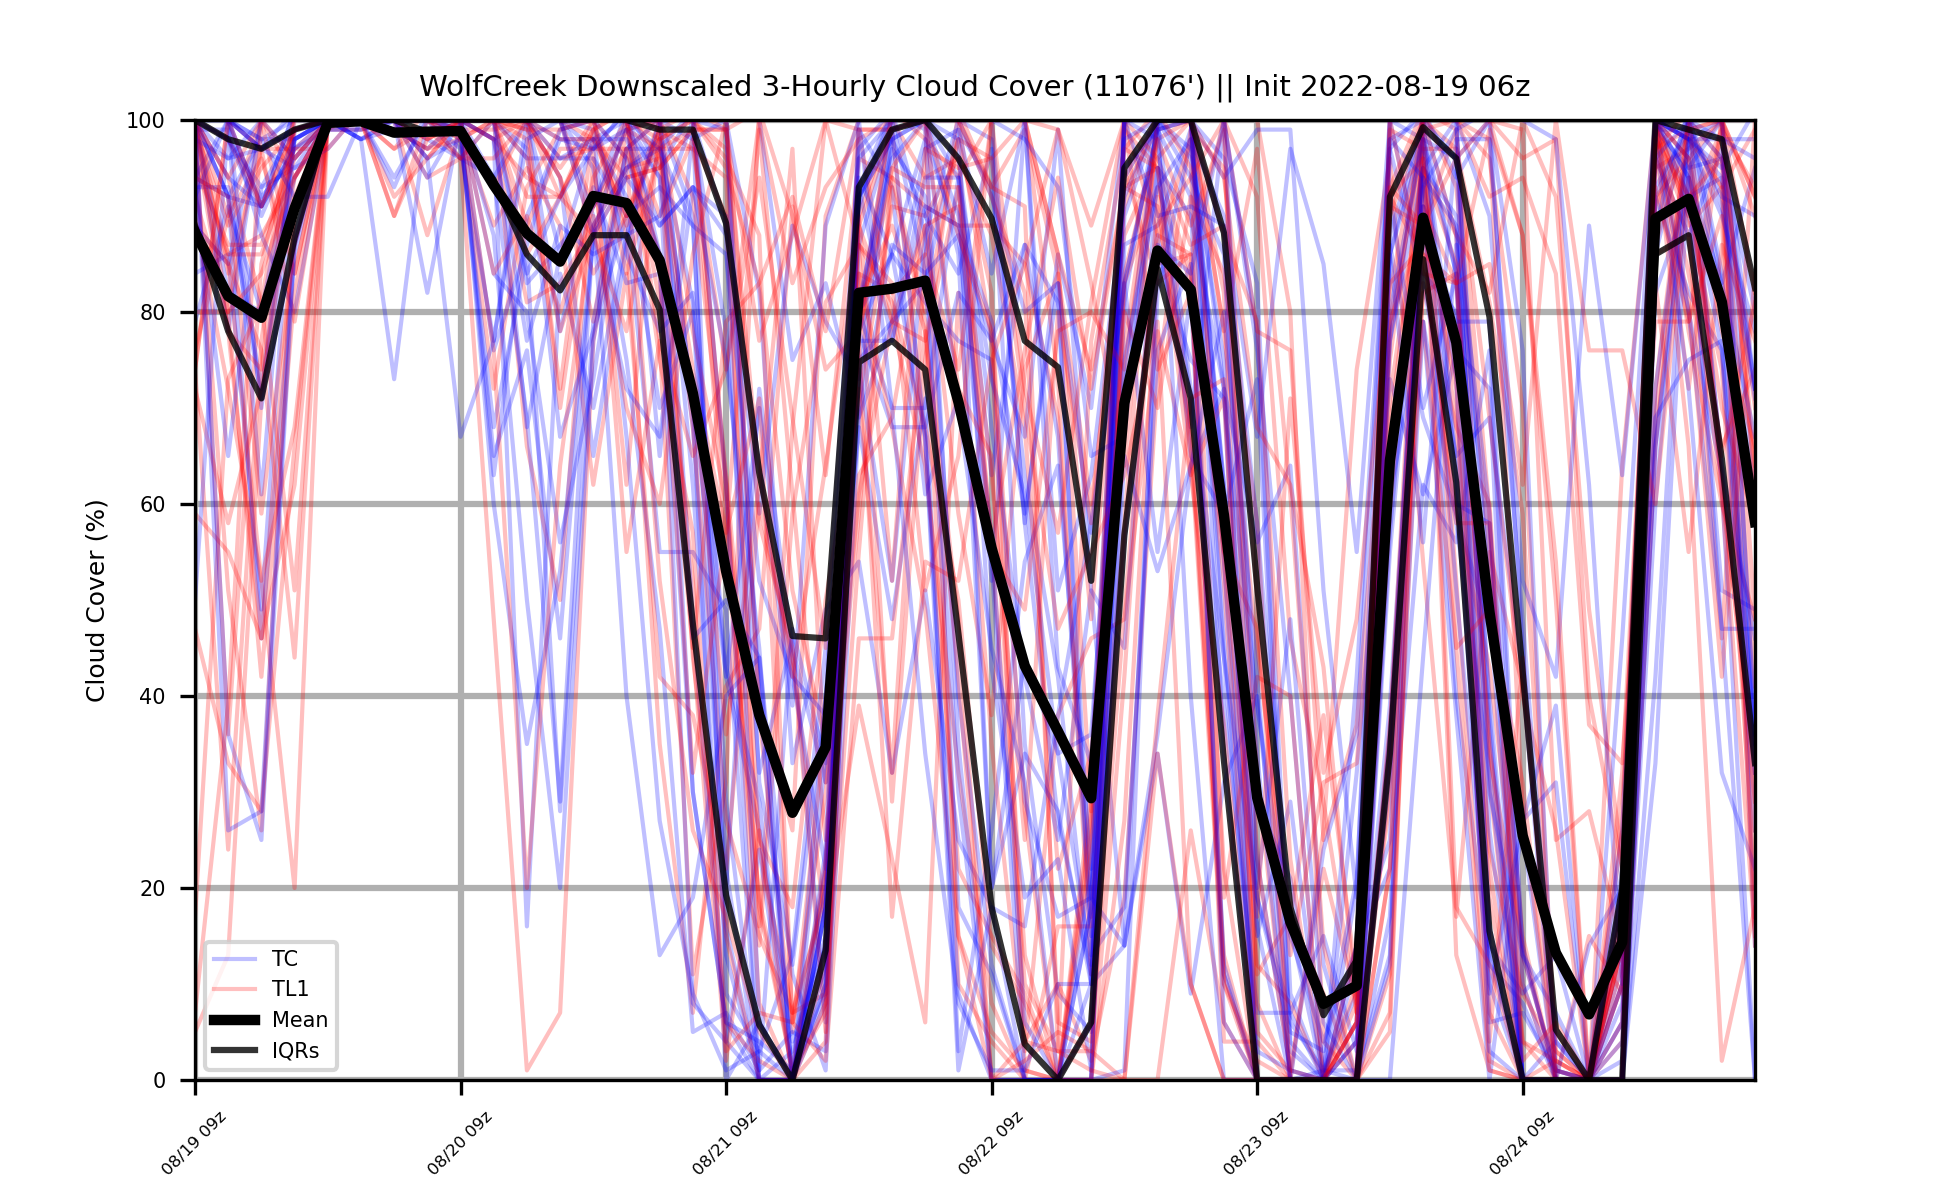 WolfCreek Downscaled 3-Hourly Cloud Cover (11076') || Init 2022-08-19 06z
Cloud Cover (%)
100
80
60
40
20
0
TC
TL1
Mean
IQRs
08/19 09z
08/20 09z
08/21 09z
08/22 09z
08/23 09z
08/24 09z